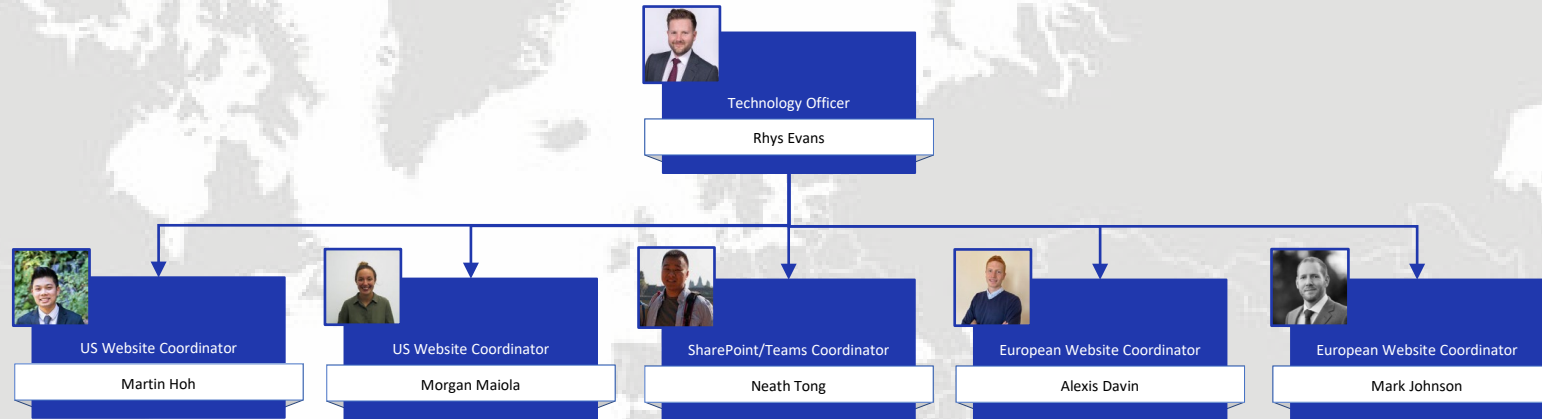 Technology Officer
Rhys Evans
US Website Coordinator
Martin Hoh
US Website Coordinator
Morgan Maiola
SharePoint/Teams Coordinator
Neath Tong
European Website Coordinator
Alexis Davin
European Website Coordinator
Mark Johnson